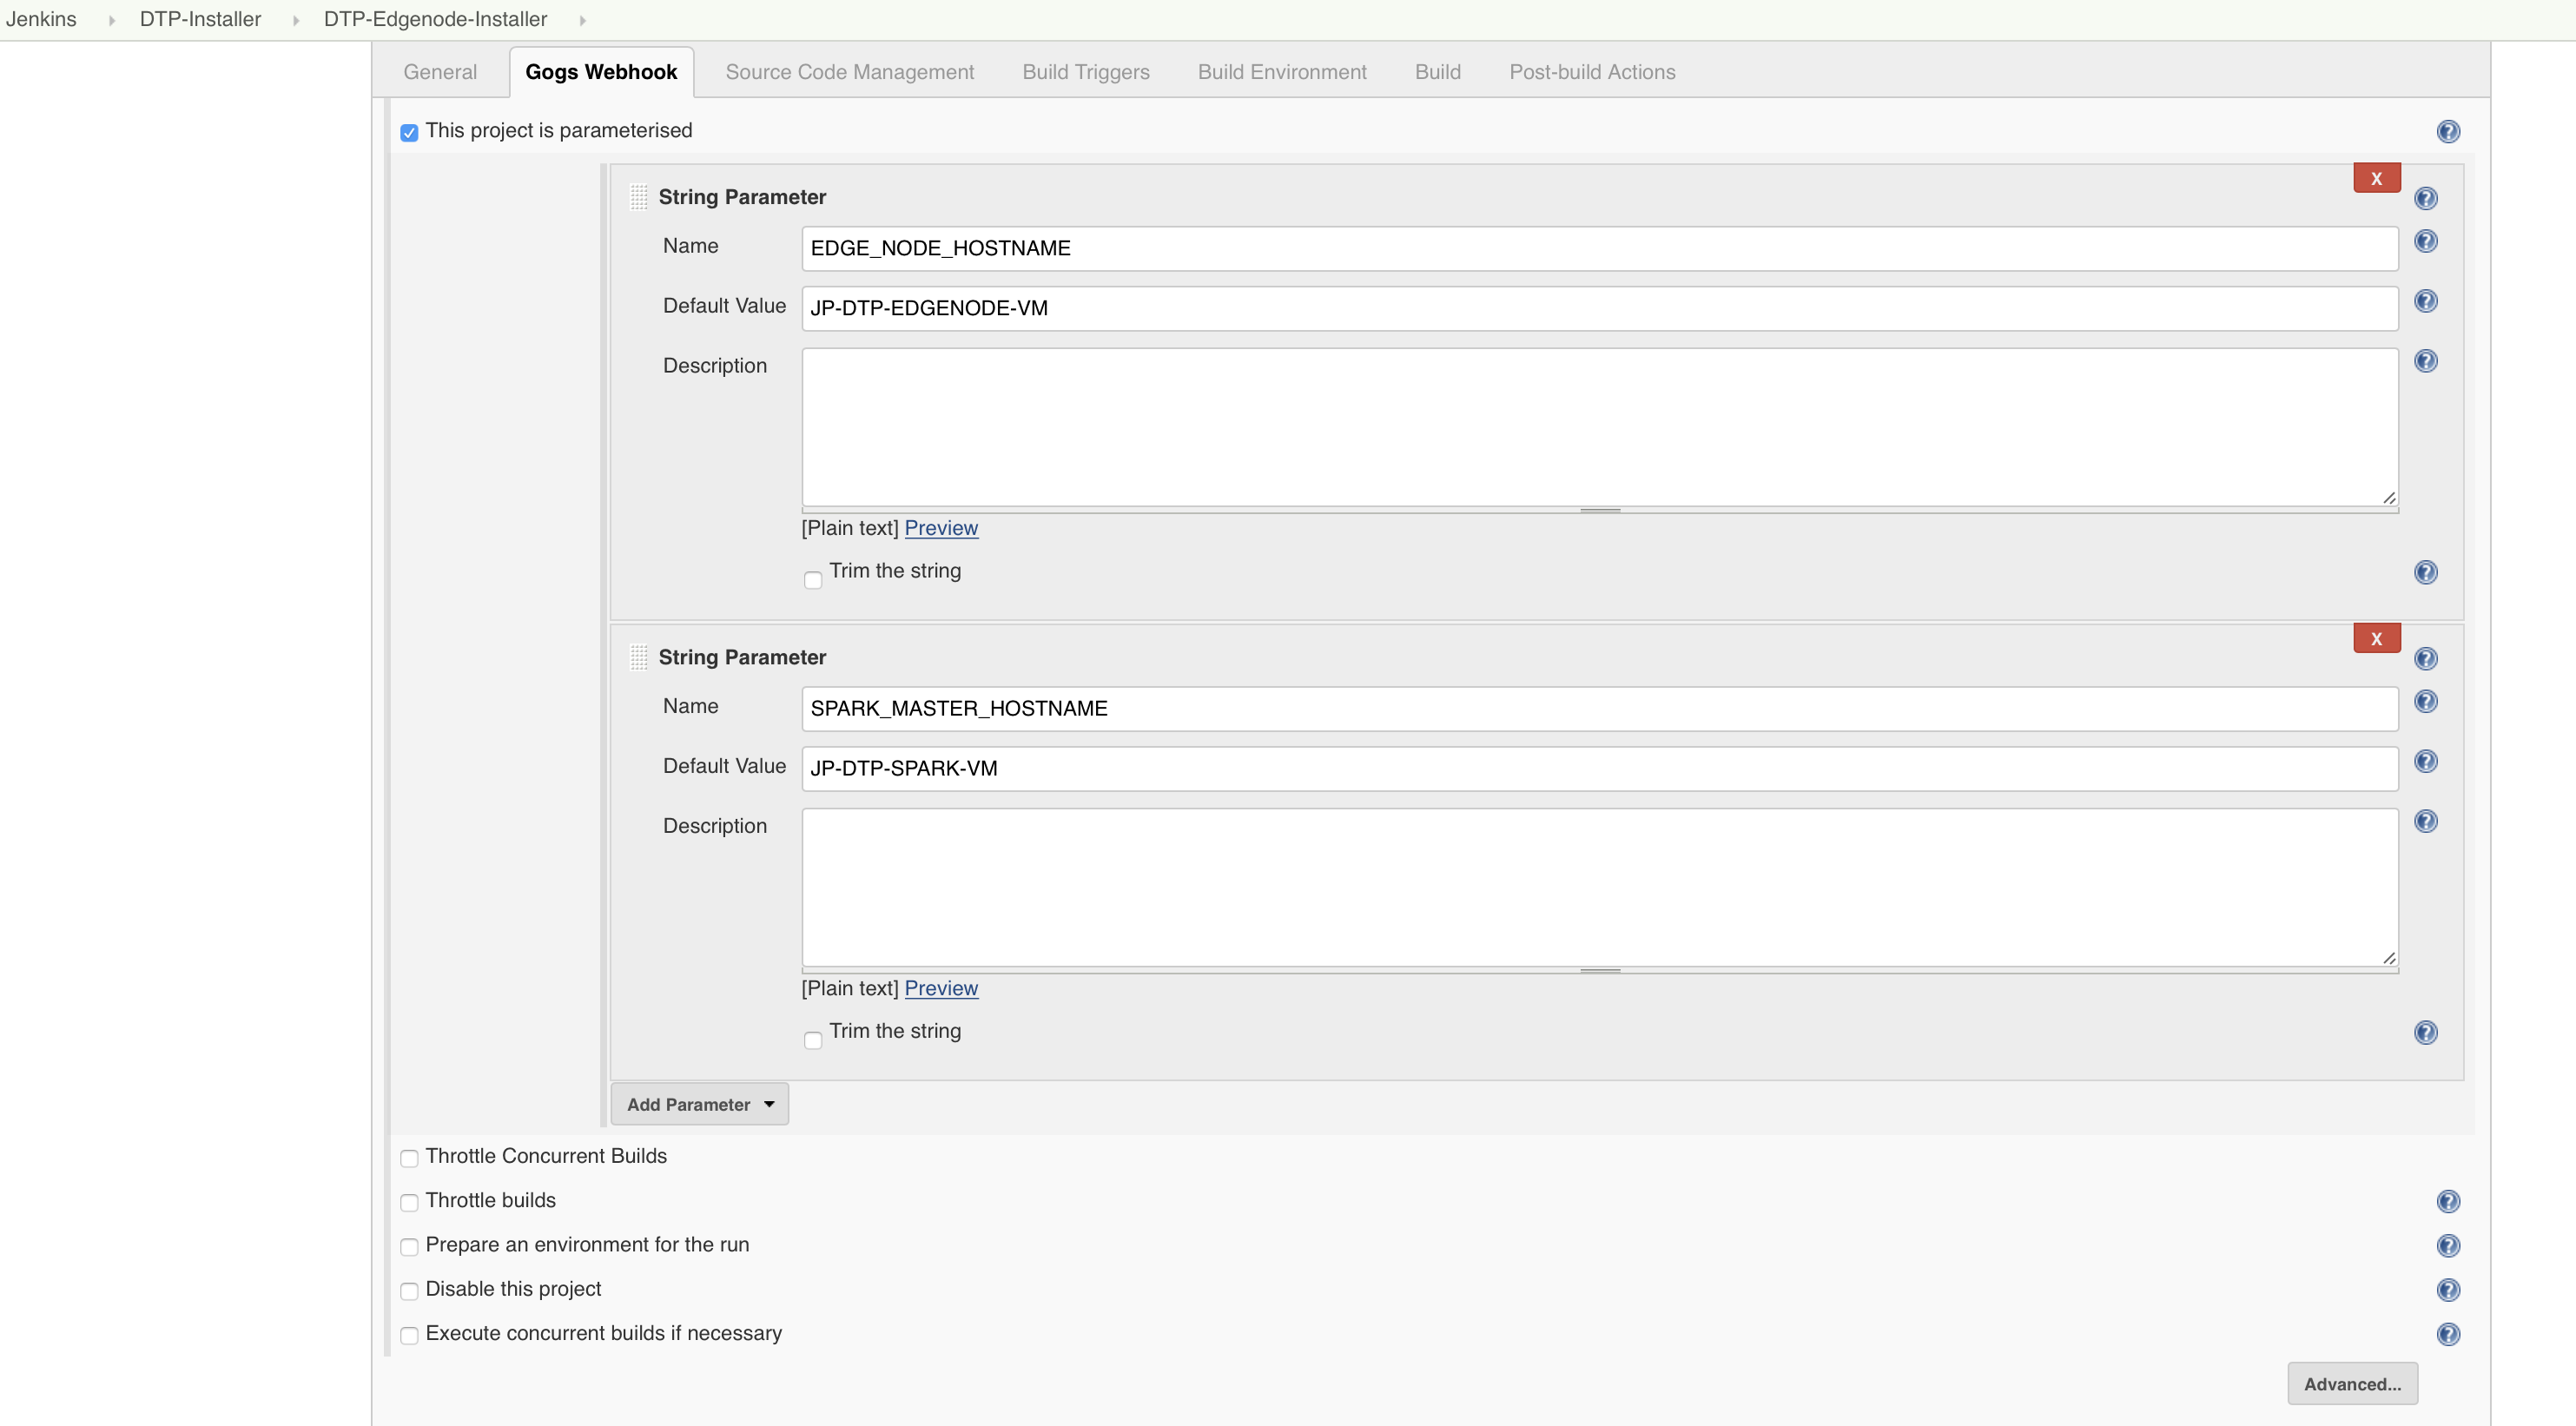 Jenkins DTP-Installer DTP-Edgenode-Installer
General Gogs Webhook Source Code Management Build Triggers Build Environment Build Post-build Actions
This project is parameterised
X
String Parameter
Name EDGE_NODE_HOSTNAME
Default Value JP-DTP-EDGENODE-VM
Description
[Plain text] Preview
Trim the string
X
String Parameter
Name SPARK_MASTER_HOSTNAME
Default Value JP-DTP-SPARK-VM
Description
[Plain text] Preview
Trim the string
Add Parameter
Throttle Concurrent Builds
Throttle builds
Prepare an environment for the run
Disable this project
Execute concurrent builds if necessary
Advanced...